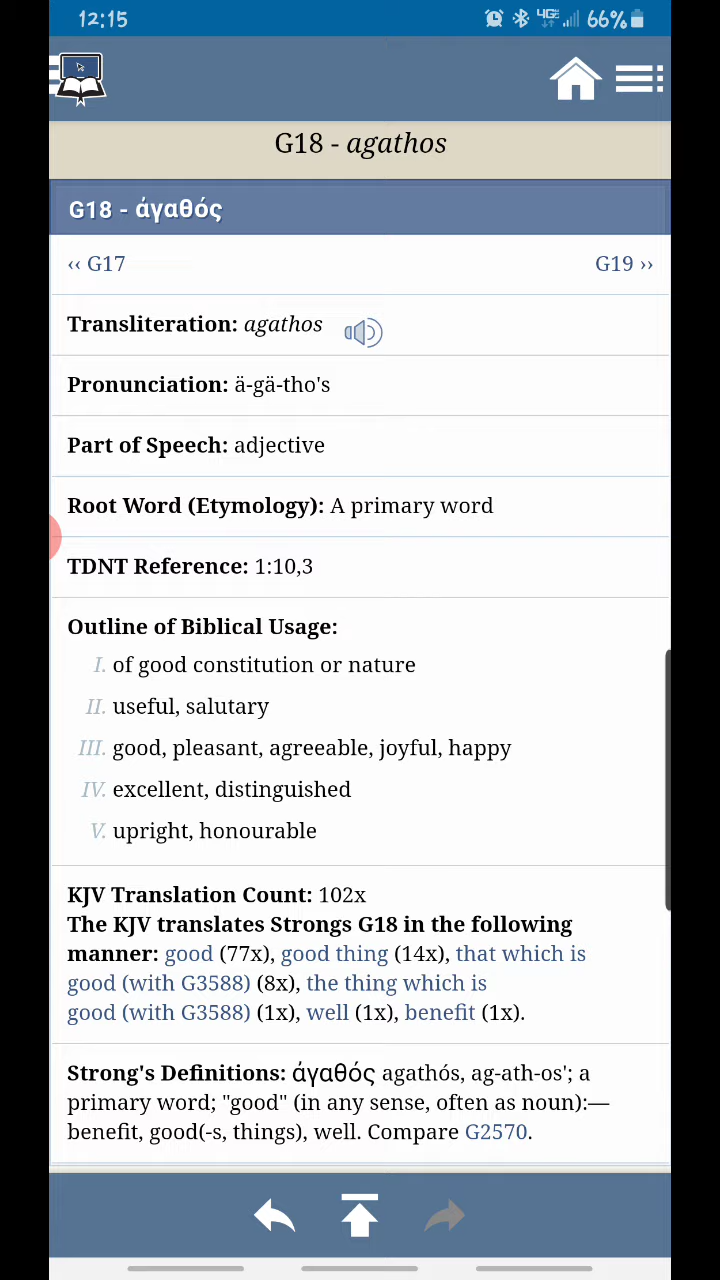 12:15 4GE 66%
G18 - agathos
G18 - ἀγαθός
‹‹ G17 G19 ››
Transliteration: agathos
Pronunciation: ä-gä-tho's
Part of Speech: adjective
Root Word (Etymology): A primary word
TDNT Reference: 1:10,3
Outline of Biblical Usage:
I. of good constitution or nature
II. useful, salutary
III. good, pleasant, agreeable, joyful, happy
IV. excellent, distinguished
V. upright, honourable
KJV Translation Count: 102x
The KJV translates Strongs G18 in the following
manner: good (77x), good thing (14x), that which is
good (with G3588) (8x), the thing which is
good (with G3588) (1x), well (1x), benefit (1x).
Strong's Definitions: ἀγαθός agathós, ag-ath-os'; a
primary word; "good" (in any sense, often as noun):—
benefit, good(-s, things), well. Compare G2570.